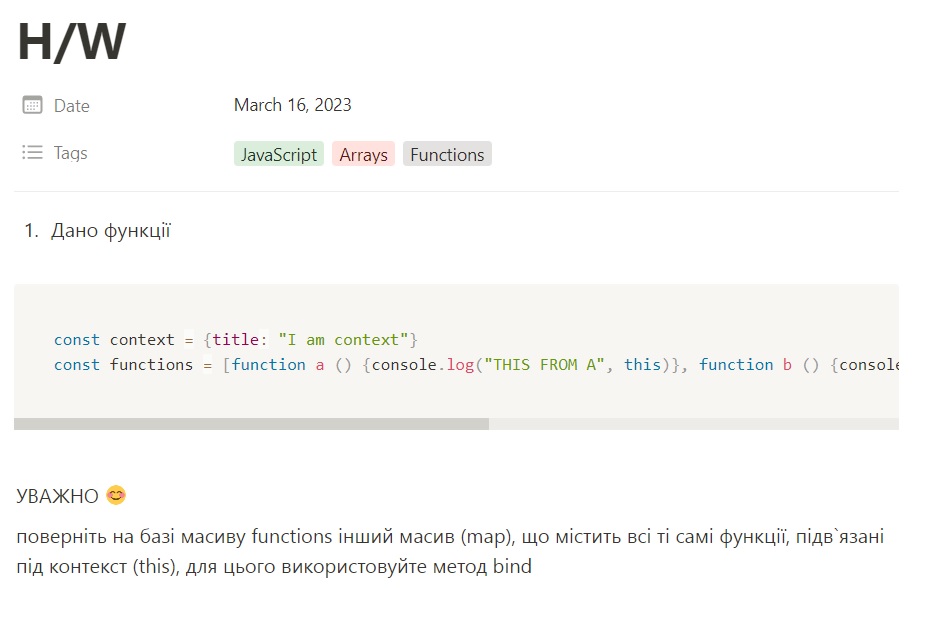 H/W
Date March 16, 2023
Tags JavaScript Arrays Functions
1. Дано функції
const context = {title: "I am context"}
const functions = [function a () {console.log("THIS FROM A", this)}, function b () {console
УВАЖНО 😊
поверніть на базі масиву functions інший масив (map), що містить всі ті самі функції, підв`язані
під контекст (this), для цього використовуйте метод bind